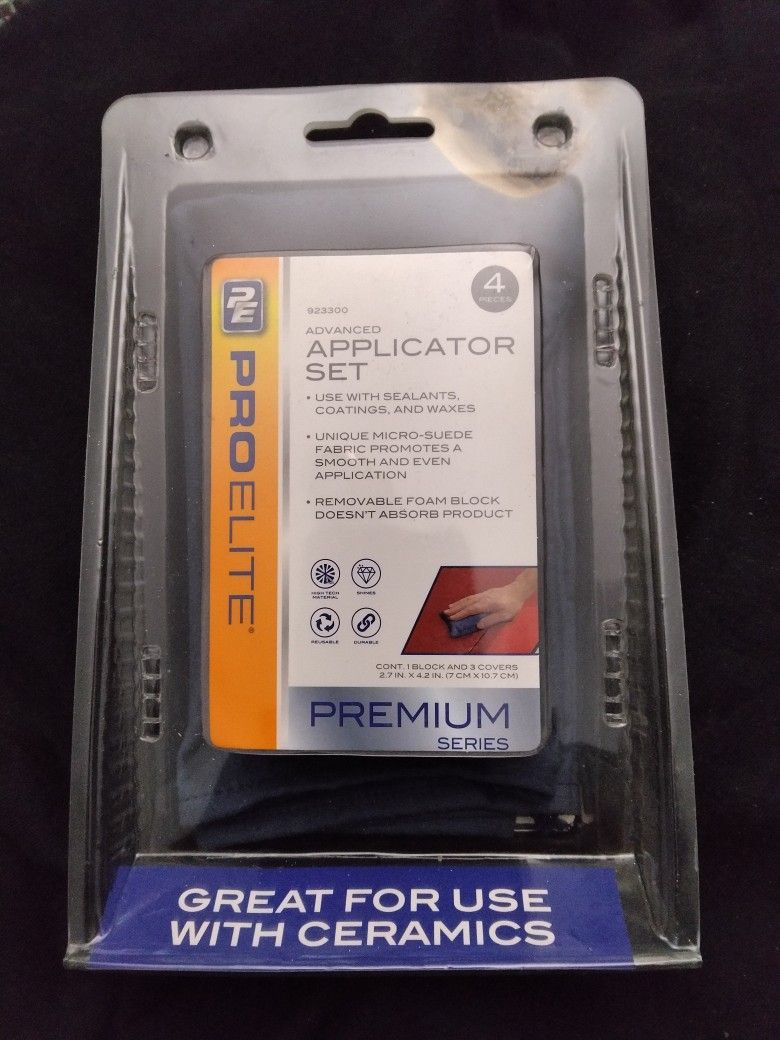 4
PIECES
PE
923300
ADVANCED
APPLICATOR
SET
• USE WITH SEALANTS,
COATINGS, AND WAXES
• UNIQUE MICRO-SUEDE
FABRIC PROMOTES A
SMOOTH AND EVEN
APPLICATION
• REMOVABLE FOAM BLOCK
DOESN'T ABSORB PRODUCT
PROELITE®
HIGH TECH
MATERIAL
SHINES
REUSABLE
DURABLE
CONT. 1 BLOCK AND 3 COVERS
2.7 IN. X 4.2 IN. (7 CM X 10.7 CM)
PREMIUM
SERIES
GREAT FOR USE
WITH CERAMICS